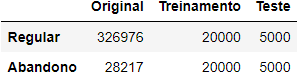 Original Treinamento Teste
Regular 326976 20000 5000
Abandono 28217 20000 5000